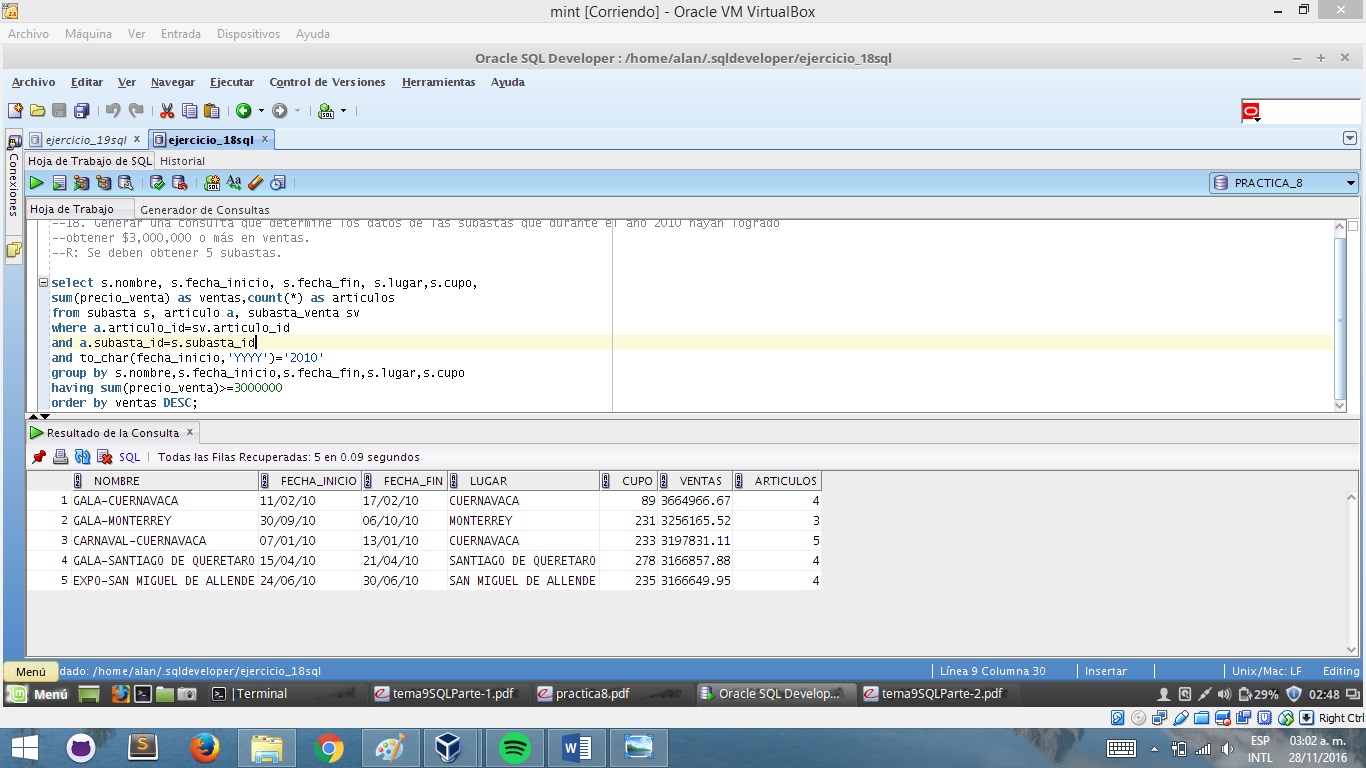 mint [Corriendo] - Oracle VM VirtualBox
Archivo Máquina Ver Entrada Dispositivos Ayuda
Oracle SQL Developer : /home/alan/.sqldeveloper/ejercicio_18sql
Archivo Editar Ver Navegar Ejecutar Control de Versiones Herramientas Ayuda
ejercicio_19sql ejercicio_18sql
Conexiones
Hoja de Trabajo de SQL Historial
PRACTICA_8
Hoja de Trabajo Generador de Consultas
--18. Generar una consulta que determine los datos de las subastas que durante el año 2010 hayan logrado
--obtener $3,000,000 o más en ventas.
--R: Se deben obtener 5 subastas.
select s.nombre, s.fecha_inicio, s.fecha_fin, s.lugar,s.cupo,
sum(precio_venta) as ventas,count(*) as articulos
from subasta s, articulo a, subasta_venta sv
where a.articulo_id=sv.articulo_id
and a.subasta_id=s.subasta_id
and to_char(fecha_inicio,'YYYY')='2010'
group by s.nombre,s.fecha_inicio,s.fecha_fin,s.lugar,s.cupo
having sum(precio_venta)>=3000000
order by ventas DESC;
Resultado de la Consulta
SQL Todas las Filas Recuperadas: 5 en 0.09 segundos
NOMBRE FECHA_INICIO FECHA_FIN LUGAR CUPO VENTAS ARTICULOS
1 GALA-CUERNAVACA 11/02/10 17/02/10 CUERNAVACA 89 3664966.67 4
2 GALA-MONTERREY 30/09/10 06/10/10 MONTERREY 231 3256165.52 3
3 CARNAVAL-CUERNAVACA 07/01/10 13/01/10 CUERNAVACA 233 3197831.11 5
4 GALA-SANTIAGO DE QUERETARO 15/04/10 21/04/10 SANTIAGO DE QUERETARO 278 3166857.88 4
5 EXPO-SAN MIGUEL DE ALLENDE 24/06/10 30/06/10 SAN MIGUEL DE ALLENDE 235 3166649.95 4
Menú
dado: /home/alan/.sqldeveloper/ejercicio_18sql Línea 9 Columna 30 Insertar Unix/Mac: LF Editing
Menú |Terminal tema9SQLParte-1.pdf practica8.pdf Oracle SQL Develop... tema9SQLParte-2.pdf 29% 02:48
Right Ctrl
ESP 03:02 a. m.
INTL 28/11/2016